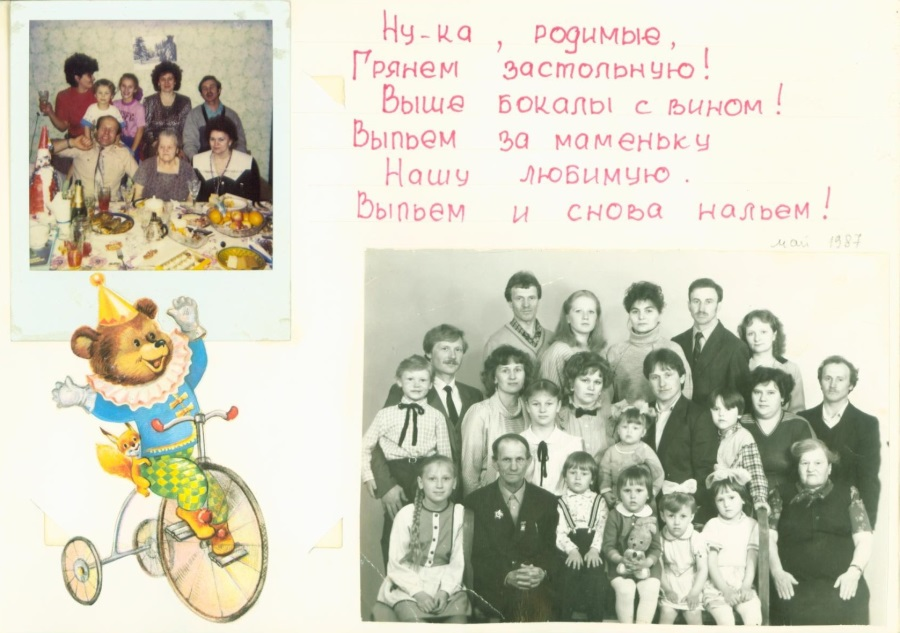 Ну-ка, родимые,
Грянем застольную!
Выше бокалы с вином!
Выпьем за маменьку
Нашу любимую.
Выпьем и снова нальем!
май 1987